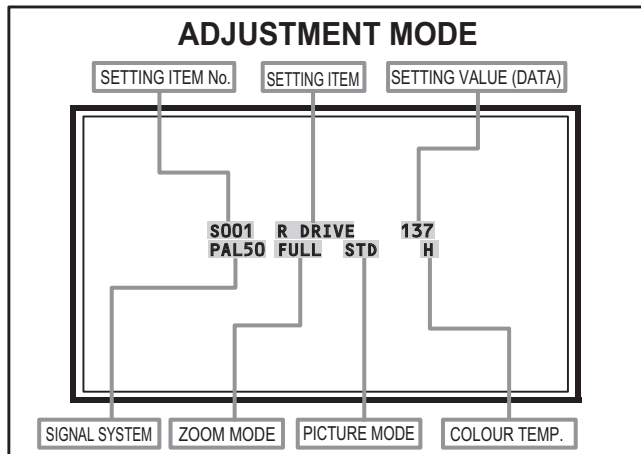 ADJUSTMENT MODE
SETTING ITEM No. SETTING ITEM SETTING VALUE (DATA)
S001 R DRIVE 137
PAL50 FULL STD H
SIGNAL SYSTEM ZOOM MODE PICTURE MODE COLOUR TEMP.